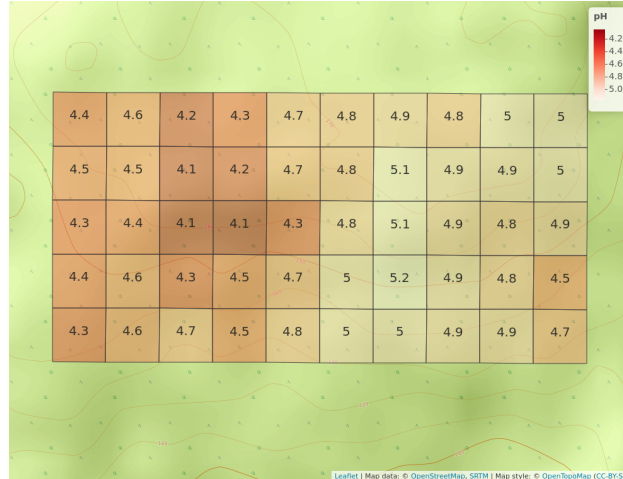 pH
4.2
4.4
4.6
4.8
5.0
4.4 4.6 4.2 4.3 4.7 4.8 4.9 4.8 5 5
4.5 4.5 4.1 4.2 4.7 4.8 5.1 4.9 4.9 5
4.3 4.4 4.1 4.1 4.3 4.8 5.1 4.9 4.8 4.9
4.4 4.6 4.3 4.5 4.7 5 5.2 4.9 4.8 4.5
4.3 4.6 4.7 4.5 4.8 5 5 4.9 4.9 4.7
Leaflet | Map data: © OpenStreetMap, SRTM | Map style: © OpenTopoMap (CC-BY-S